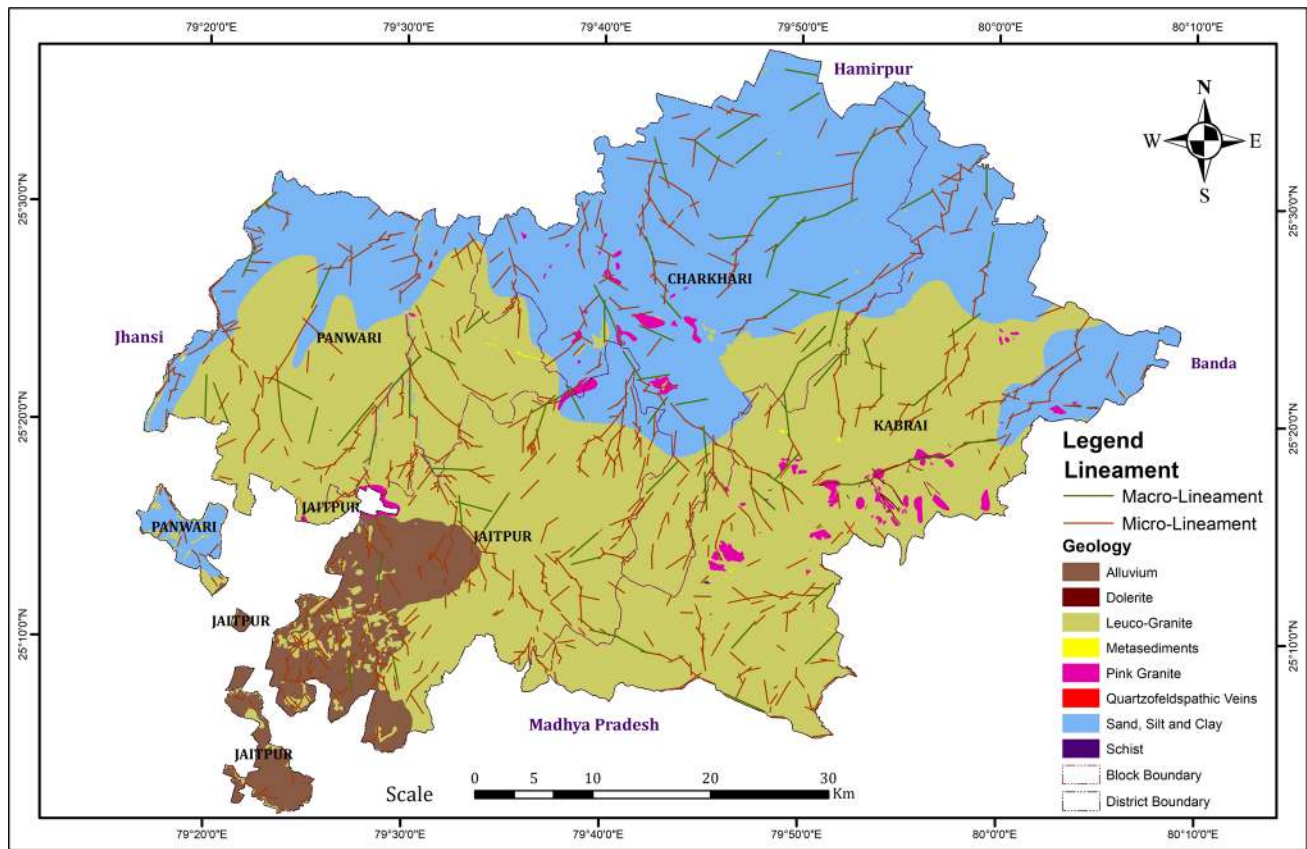 79°20'0"E
79°30'0"E
79°40'0"E
79°50'0"E
80°0'0"E
80°10'0"E
Hamirpur
N
W
E
S
25°30'0"N
25°30'0"N
CHARKHARI
PANWARI
Jhansi
Banda
25°20'0"N
25°20'0"N
KABRAI
JAITPUR
PANWARI
JAITPUR
JAITPUR
25°10'0"N
25°10'0"N
Madhya Pradesh
JAITPUR
Scale
0 5 10 20 30
Km
Legend
Lineament
Macro-Lineament
Micro-Lineament
Geology
Alluvium
Dolerite
Leuco-Granite
Metasediments
Pink Granite
Quartzofeldspathic Veins
Sand, Silt and Clay
Schist
Block Boundary
District Boundary
79°20'0"E
79°30'0"E
79°40'0"E
79°50'0"E
80°0'0"E
80°10'0"E